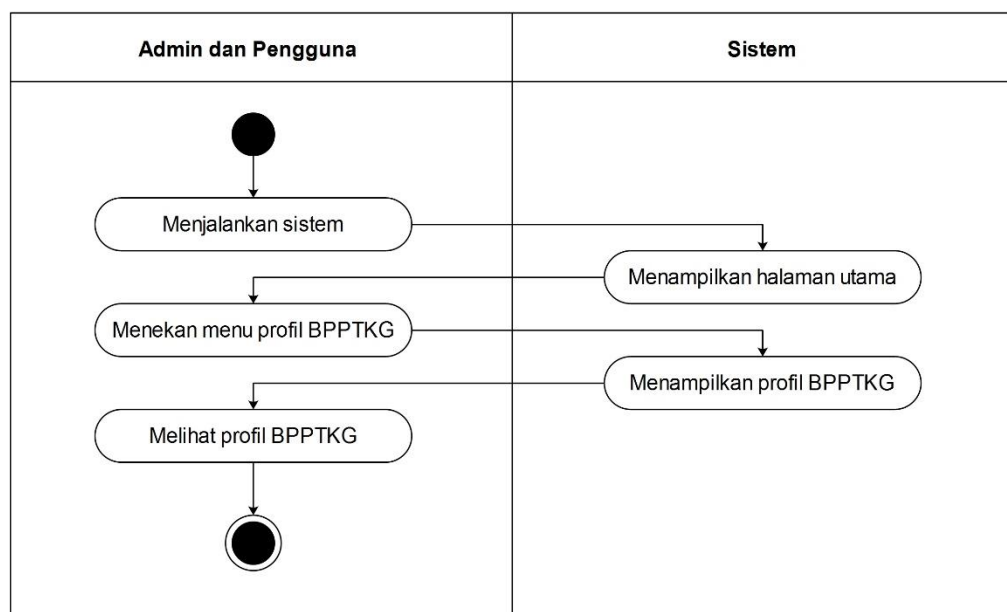 Admin dan Pengguna
Sistem
Menjalankan sistem
Menampilkan halaman utama
Menekan menu profil BPPTKG
Menampilkan profil BPPTKG
Melihat profil BPPTKG